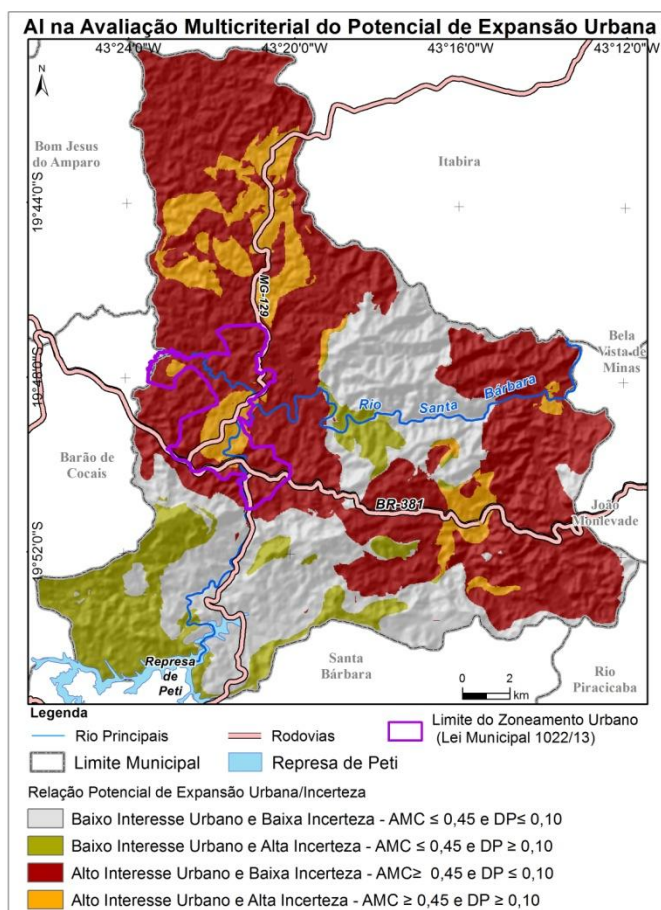 AI na Avaliação Multicriterial do Potencial de Expansão Urbana
43°24'0"W 43°20'0"W 43°16'0"W 43°12'0"W
N
Bom Jesus
do Amparo
Itabira
19°44'0"S
MG-129
Bela
Vista de
Minas
19°48'0"S
Rio Santa Bárbara
Barão de
Cocais
BR-381
João
Monlevade
19°52'0"S
Represa
de
Peti
Santa
Bárbara
Rio
Piracicaba
0 2
km
Legenda
Rio Principais
Rodovias
Limite do Zoneamento Urbano
(Lei Municipal 1022/13)
Limite Municipal
Represa de Peti
Relação Potencial de Expansão Urbana/Incerteza
Baixo Interesse Urbano e Baixa Incerteza - AMC ≤ 0,45 e DP≤ 0,10
Baixo Interesse Urbano e Alta Incerteza - AMC ≤ 0,45 e DP ≥ 0,10
Alto Interesse Urbano e Baixa Incerteza - AMC≥ 0,45 e DP ≤ 0,10
Alto Interesse Urbano e Alta Incerteza - AMC ≥ 0,45 e DP ≥ 0,10